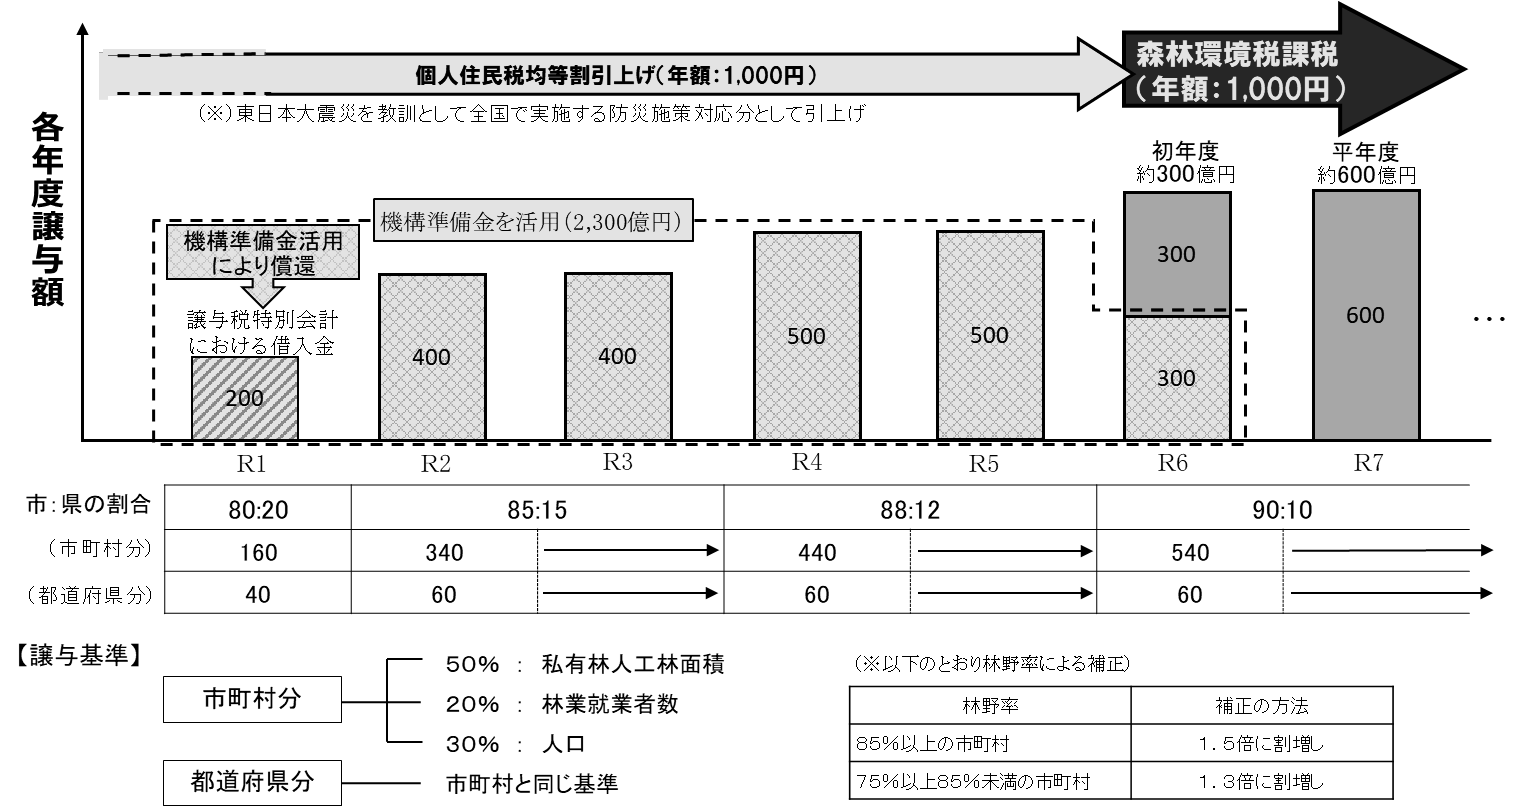 個人住民税均等割引上げ(年額:1,000円)
森林環境税課税
(年額:1,000円)
(※)東日本大震災を教訓として全国で実施する防災施策対応分として引上げ
各年度譲与額
初年度
約300億円
平年度
約600億円
機構準備金を活用(2,300億円)
機構準備金活用
により償還
譲与税特別会計
における借入金
200
400
400
500
500
300
300
600
…
R1 R2 R3 R4 R5 R6 R7
市:県の割合 80:20 85:15 88:12 90:10
(市町村分) 160 340 440 540
(都道府県分) 40 60 60 60
【譲与基準】
市町村分
50% : 私有林人工林面積
20% : 林業就業者数
30% : 人口
都道府県分 市町村と同じ基準
(※以下のとおり林野率による補正)
林野率 補正の方法
85%以上の市町村 1.5倍に割増し
75%以上85%未満の市町村 1.3倍に割増し